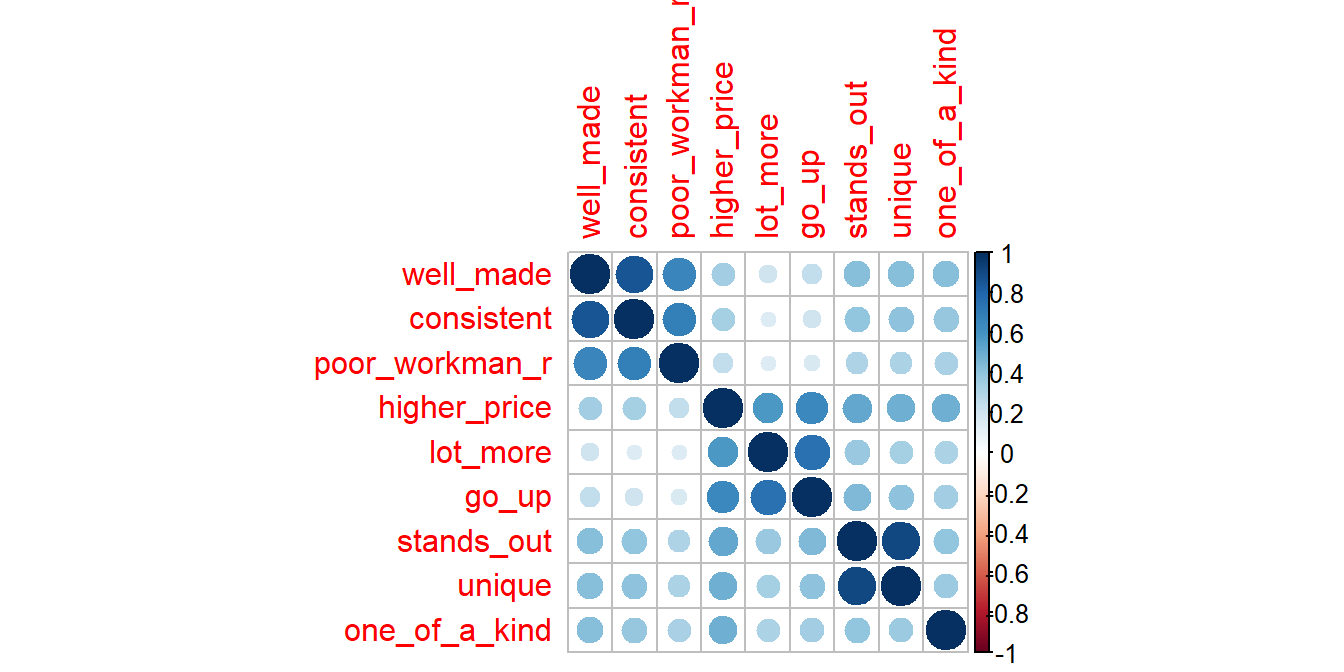 well_made
consistent
poor_workman_r
higher_price
lot_more
go_up
stands_out
unique
one_of_a_kind
well_made
consistent
poor_workman_r
higher_price
lot_more
go_up
stands_out
unique
one_of_a_kind
1
0.8
0.6
0.4
0.2
0
-0.2
-0.4
-0.6
-0.8
-1